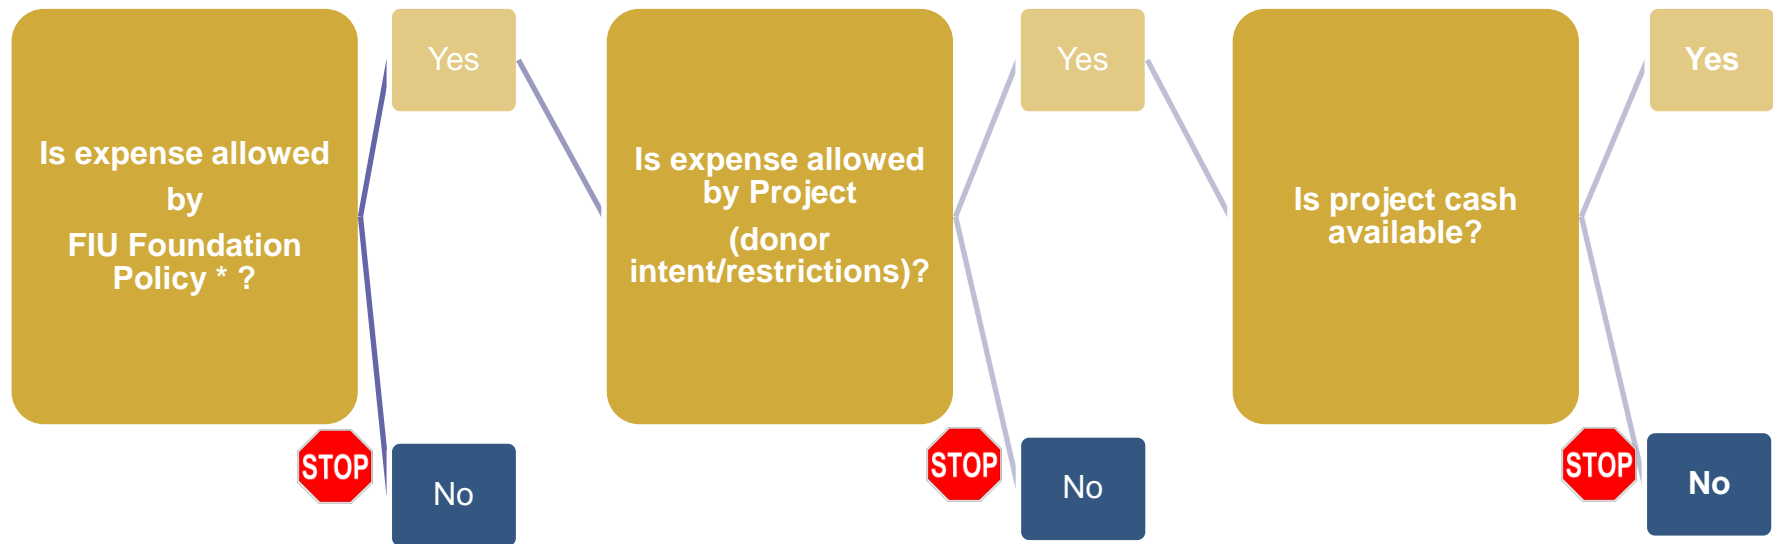 Is expense allowed
by
FIU Foundation
Policy * ?
Yes
STOP
No
Is expense allowed
by Project
(donor
intent/restrictions)?
Yes
STOP
No
Is project cash
available?
Yes
STOP
No